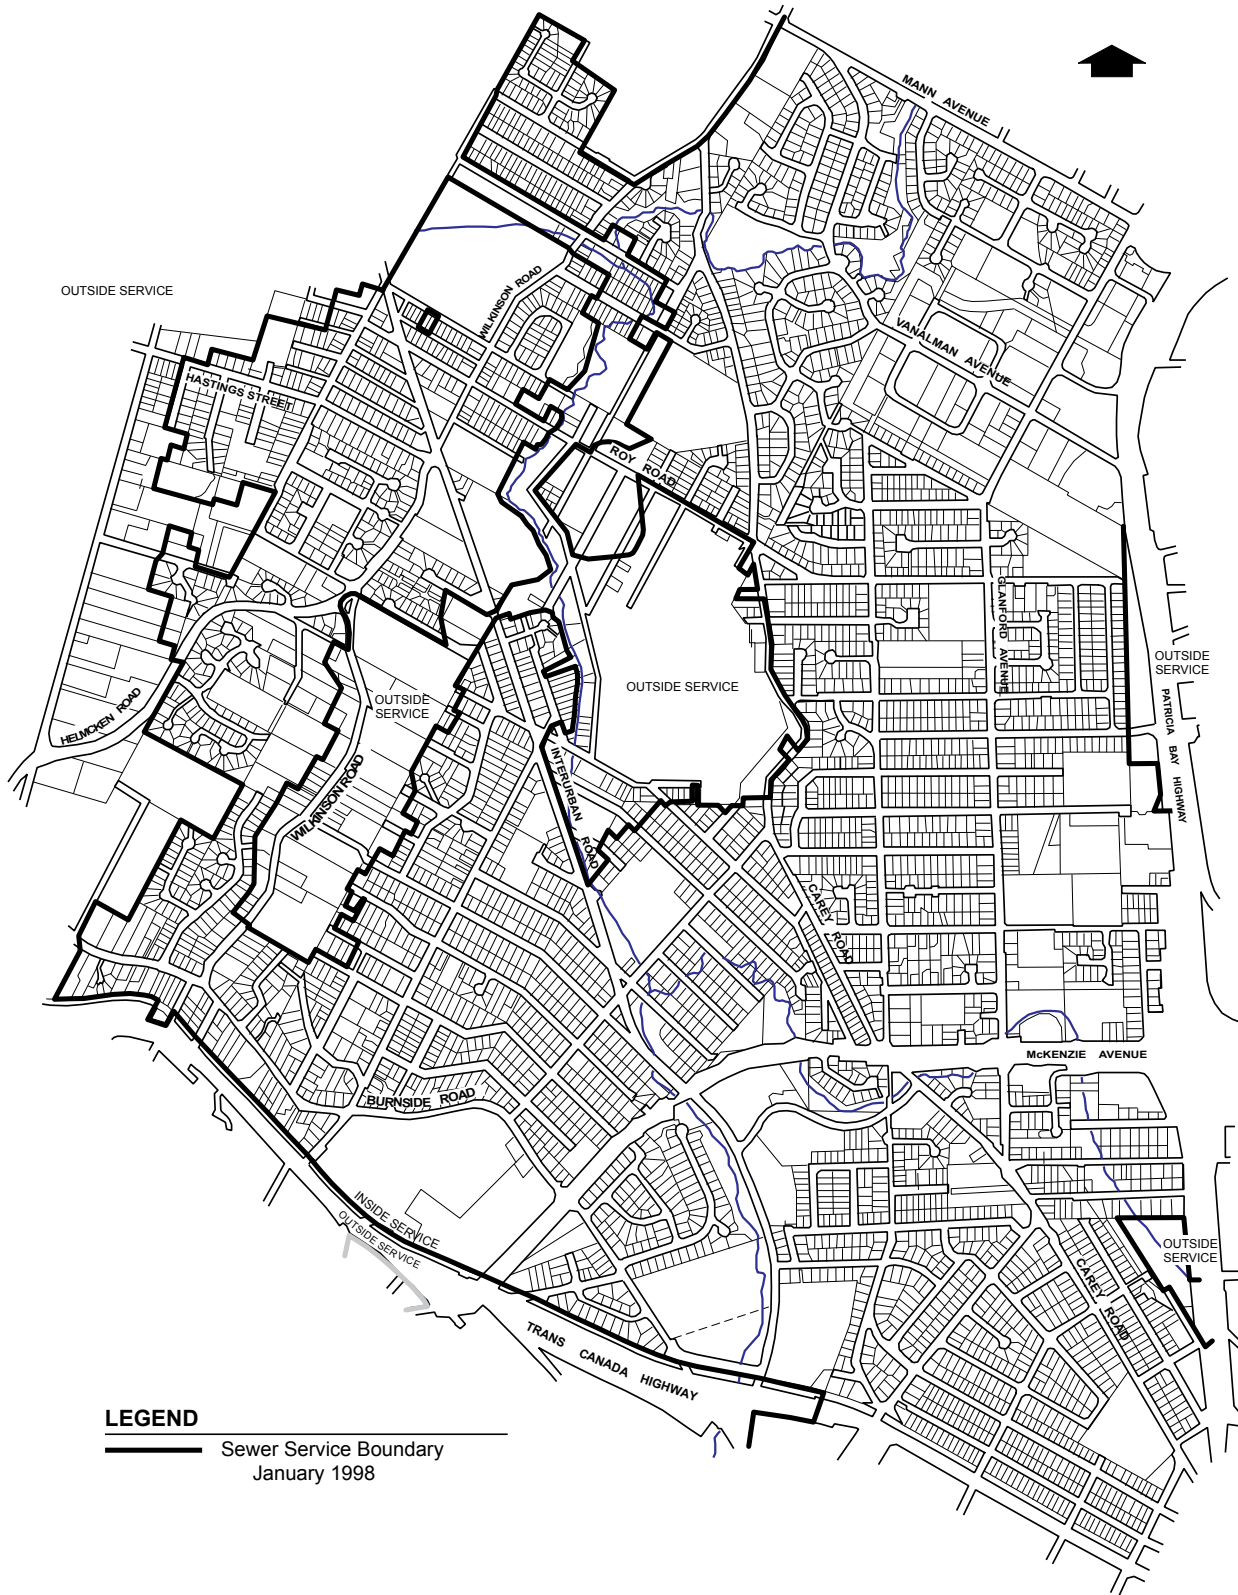 MANN AVENUE
OUTSIDE SERVICE
WILKINSON ROAD
VANALMAN AVENUE
HASTINGS STREET
ROY ROAD
GLANFORD AVENUE
OUTSIDE
SERVICE
OUTSIDE SERVICE
OUTSIDE
SERVICE
HELMCKEN ROAD
PATRICIA BAY HIGHWAY
WILKINSON ROAD
INTERURBAN ROAD
CAREY ROAD
McKENZIE AVENUE
BURNSIDE ROAD
INSIDE SERVICE
OUTSIDE SERVICE
OUTSIDE
SERVICE
CAREY ROAD
TRANS CANADA HIGHWAY
LEGEND
Sewer Service Boundary
January 1998